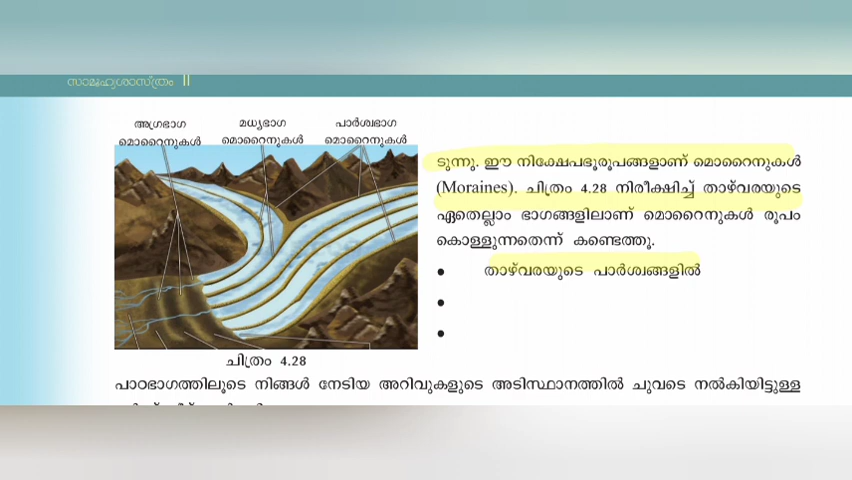 സാമൂഹ്യശാസ്ത്രം II
അഗ്രഭാഗ മൊറൈനുകൾ
മധ്യഭാഗ മൊറൈനുകൾ
പാർശ്വഭാഗ മൊറൈനുകൾ
ചിത്രം 4.28
ടുന്നു. ഈ നിക്ഷേപഭൂരൂപങ്ങളാണ് മൊറൈനുകൾ
(Moraines). ചിത്രം 4.28 നിരീക്ഷിച്ച് താഴ്‌വരയുടെ
ഏതെല്ലാം ഭാഗങ്ങളിലാണ് മൊറൈനുകൾ രൂപം
കൊള്ളുന്നതെന്ന് കണ്ടെത്തൂ.
• താഴ്‌വരയുടെ പാർശ്വങ്ങളിൽ
•
•
പാഠഭാഗത്തിലൂടെ നിങ്ങൾ നേടിയ അറിവുകളുടെ അടിസ്ഥാനത്തിൽ ചുവടെ നൽകിയിട്ടുള്ള